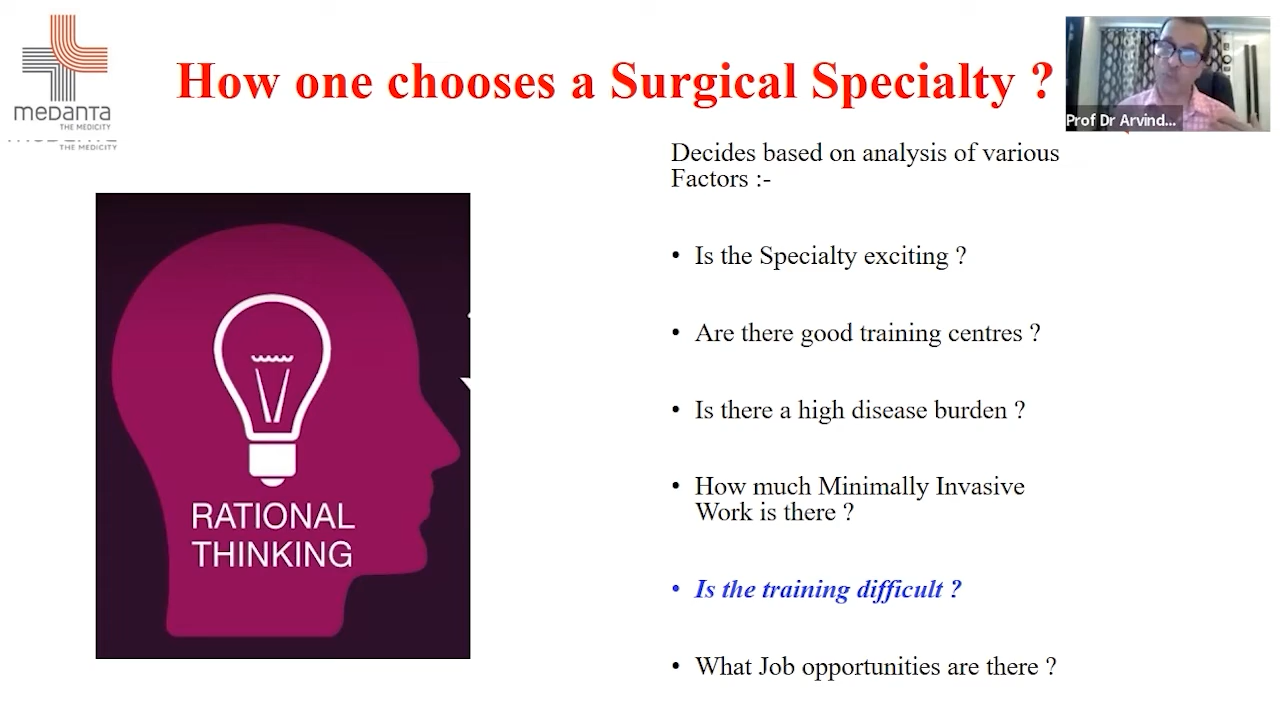 medanta
THE MEDICITY
THE MEDICITY
How one chooses a Surgical Specialty ?
Prof Dr Arvind...
Decides based on analysis of various
Factors :-
• Is the Specialty exciting ?
• Are there good training centres ?
• Is there a high disease burden ?
• How much Minimally Invasive
Work is there ?
• Is the training difficult ?
• What Job opportunities are there ?
RATIONAL
THINKING